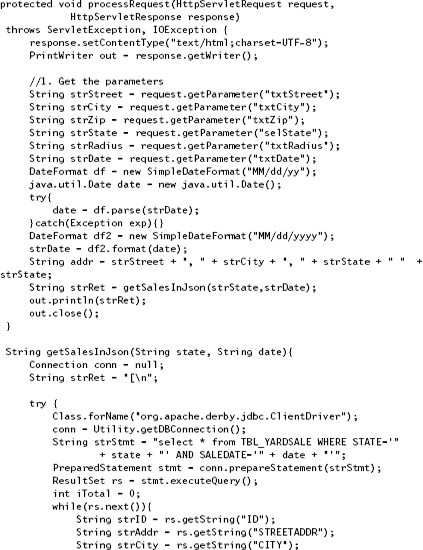 protected void processRequest(HttpServletRequest request,
HttpServletResponse response)
throws ServletException, IOException {
response.setContentType("text/html;charset-UTF-8");
PrintWriter out - response.getWriter();
//1. Get the parameters
String strStreet - request.getParameter("txtStreet");
String strCity - request.getParameter("txtCity");
String strZip - request.getParameter("txtZip");
String strState - request.getParameter("selState");
String strRadius - request.getParameter("txtRadius");
String strDate - request.getParameter("txtDate");
DateFormat df - new SimpleDateFormat("MM/dd/yy");
java.util.Date date - new java.util.Date();
try{
date - df.parse(strDate);
}catch(Exception exp){}
DateFormat df2 - new SimpleDateFormat("MM/dd/yyyy");
strDate - df2.format(date);
String addr - strStreet + ", " + strCity + ", " + strState + " " +
strState;
String strRet - getSalesInJson(strState,strDate);
out.println(strRet);
out.close();
}
String getSalesInJson(String state, String date){
Connection conn - null;
String strRet - "[\n";
try {
Class.forName("org.apache.derby.jdbc.ClientDriver");
conn - Utility.getDBConnection();
String strStmt - "select * from TBL_YARDSALE WHERE STATE-'"
+ state + "' AND SALEDATE-'" + date + "'";
PreparedStatement stmt - conn.prepareStatement(strStmt);
ResultSet rs - stmt.executeQuery();
int iTotal - 0;
while(rs.next()){
String strID - rs.getString("ID");
String strAddr - rs.getString("STREETADDR");
String strCity - rs.getString("CITY");